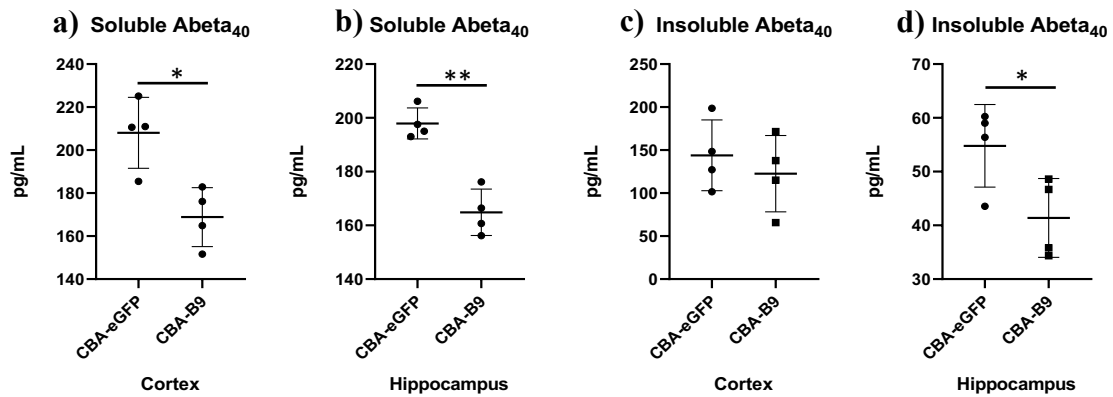 a) Soluble Abeta40
*
240
220
200
180
160
140
pg/mL
CBA-eGFP
CBA-B9
Cortex
b) Soluble Abeta40
**
220
200
180
160
140
pg/mL
CBA-eGFP
CBA-B9
Hippocampus
c) Insoluble Abeta40
250
200
150
100
50
0
pg/mL
CBA-eGFP
CBA-B9
Cortex
d) Insoluble Abeta40
*
70
60
50
40
30
pg/mL
CBA-eGFP
CBA-B9
Hippocampus